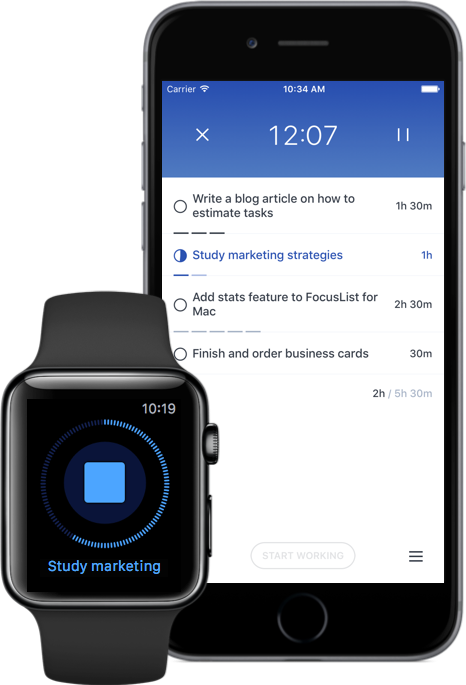 Carrier
10:34 AM
12:07
Write a blog article on how to
estimate tasks
1h 30m
Study marketing strategies
1h
Add stats feature to FocusList for
Mac
2h 30m
Finish and order business cards
30m
2h / 5h 30m
START WORKING
10:19
Study marketing